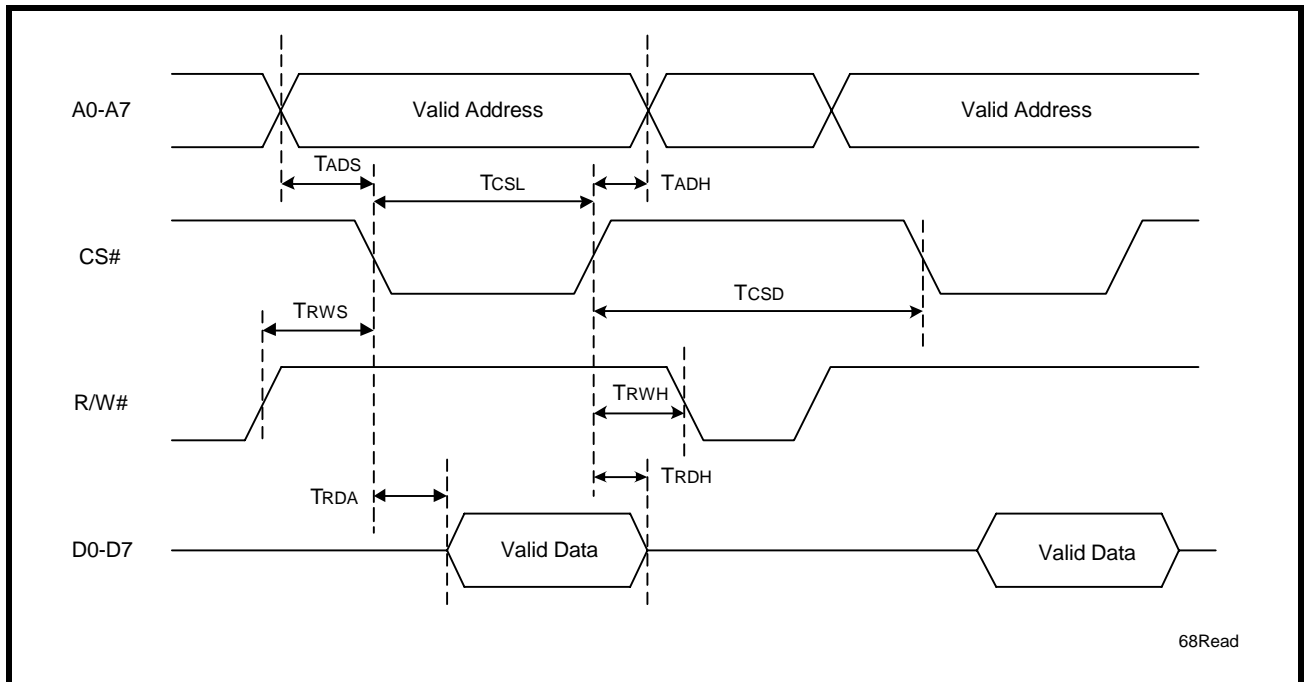 A0-A7
Valid Address
Valid Address
TADS
TCSL
TADH
CS#
TCSD
TRWS
R/W#
TRWH
TRDH
TRDA
D0-D7
Valid Data
Valid Data
68Read